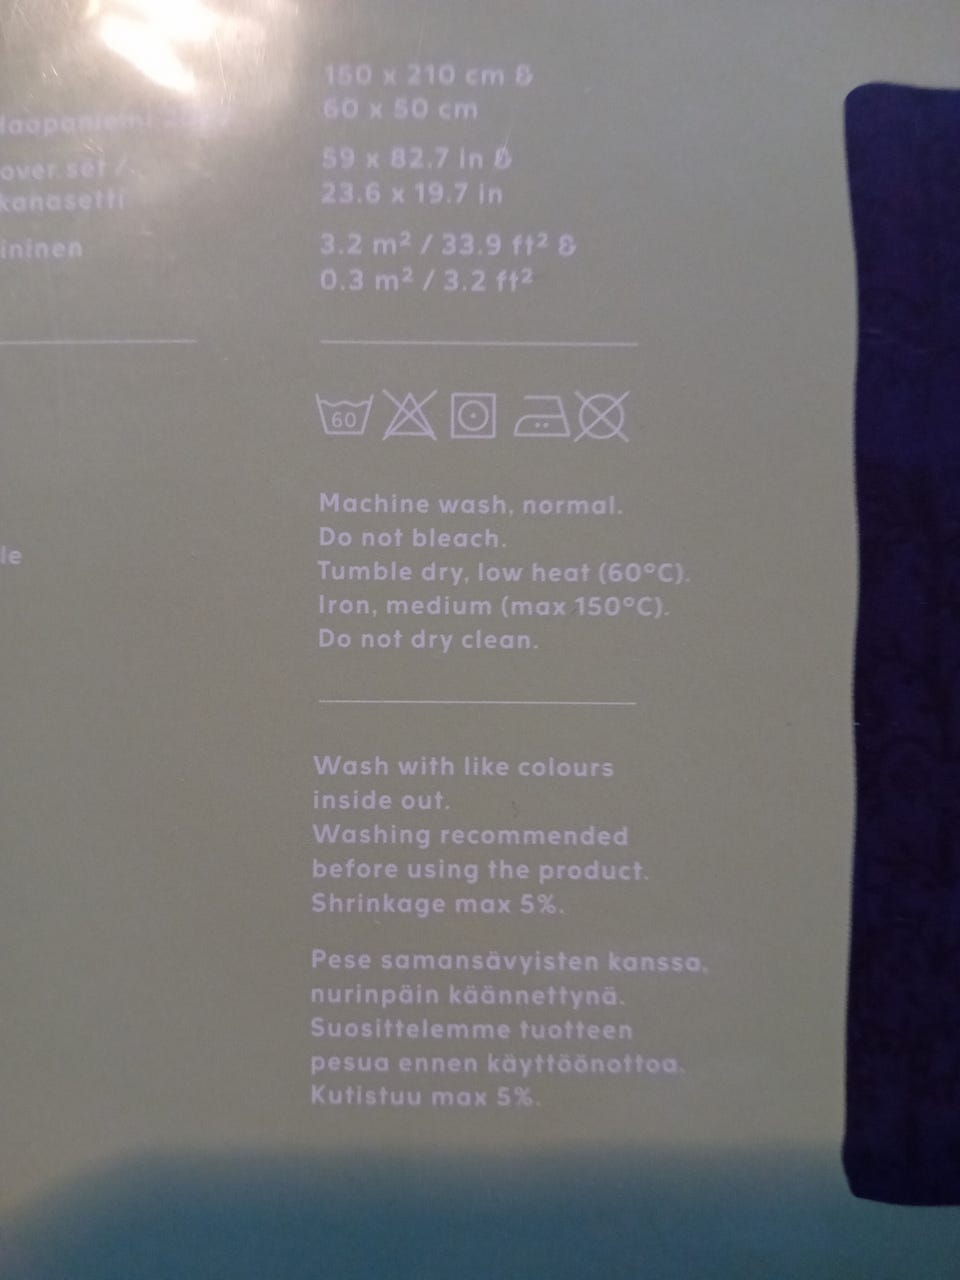 Haapaniemi
over set /
kanasetti
ininen
le
150 x 210 cm &
60 x 50 cm
59 x 82.7 in &
23.6 x 19.7 in
3.2 m² / 33.9 ft² &
0.3 m² / 3.2 ft²
60
Machine wash, normal.
Do not bleach.
Tumble dry, low heat (60°C).
Iron, medium (max 150°C).
Do not dry clean.
Wash with like colours
inside out.
Washing recommended
before using the product.
Shrinkage max 5%.
Pese samansävyisten kanssa,
nurinpäin käännettynä.
Suosittelemme tuotteen
pesua ennen käyttöönottoa.
Kutistuu max 5%.